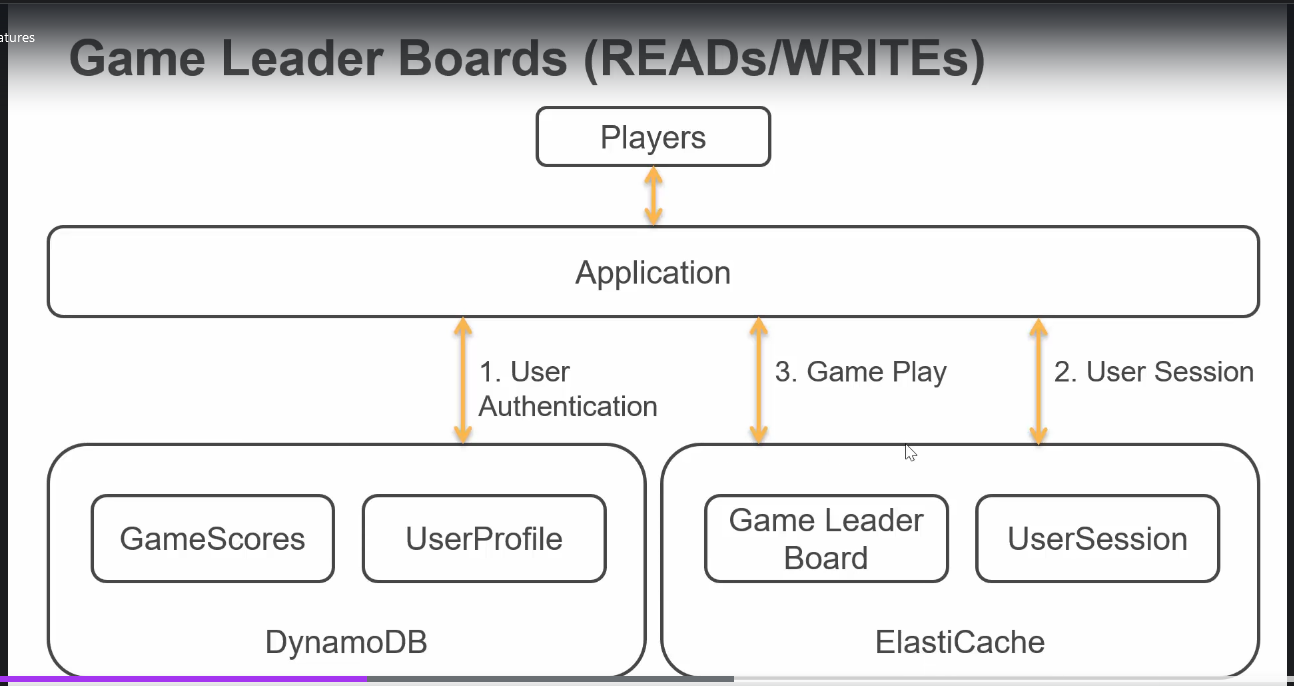 atures
Game Leader Boards (READs/WRITEs)
Players
Application
1. User
Authentication
3. Game Play
2. User Session
GameScores
UserProfile
DynamoDB
Game Leader
Board
UserSession
ElastiCache